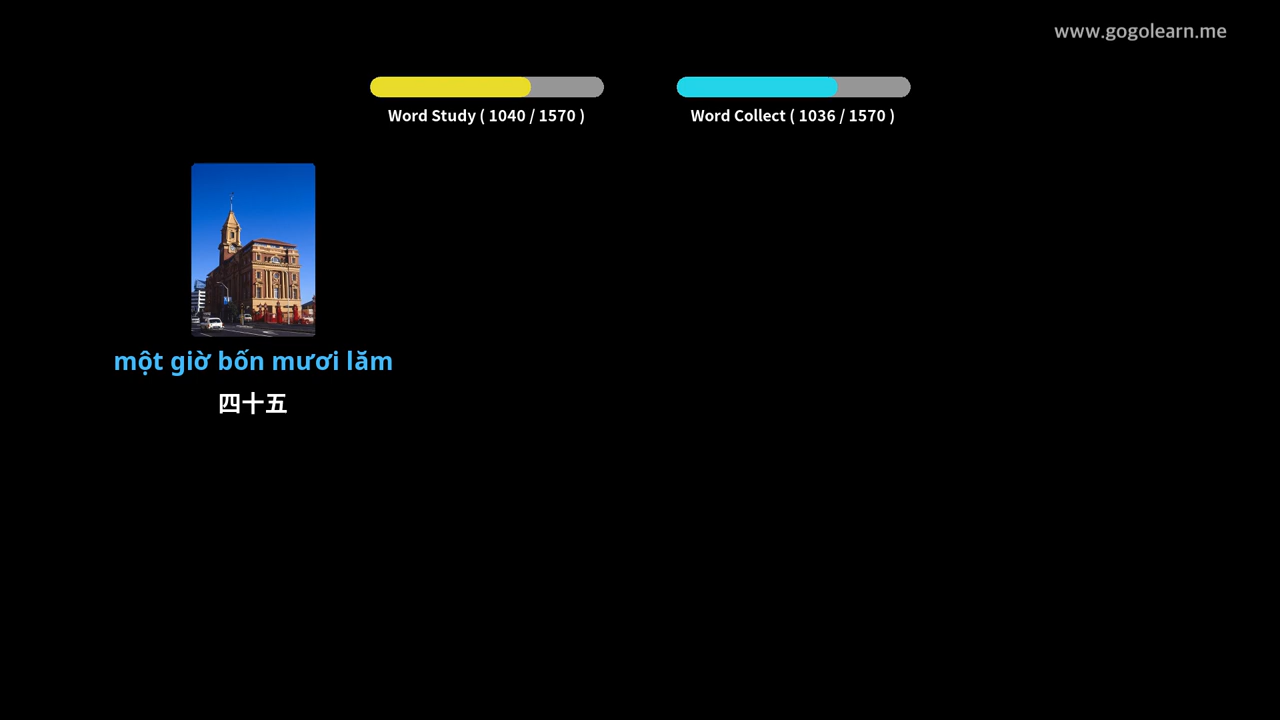 www.gogolearn.me
Word Study ( 1040 / 1570 )
Word Collect ( 1036 / 1570 )
một giờ bốn mươi lăm
四十五